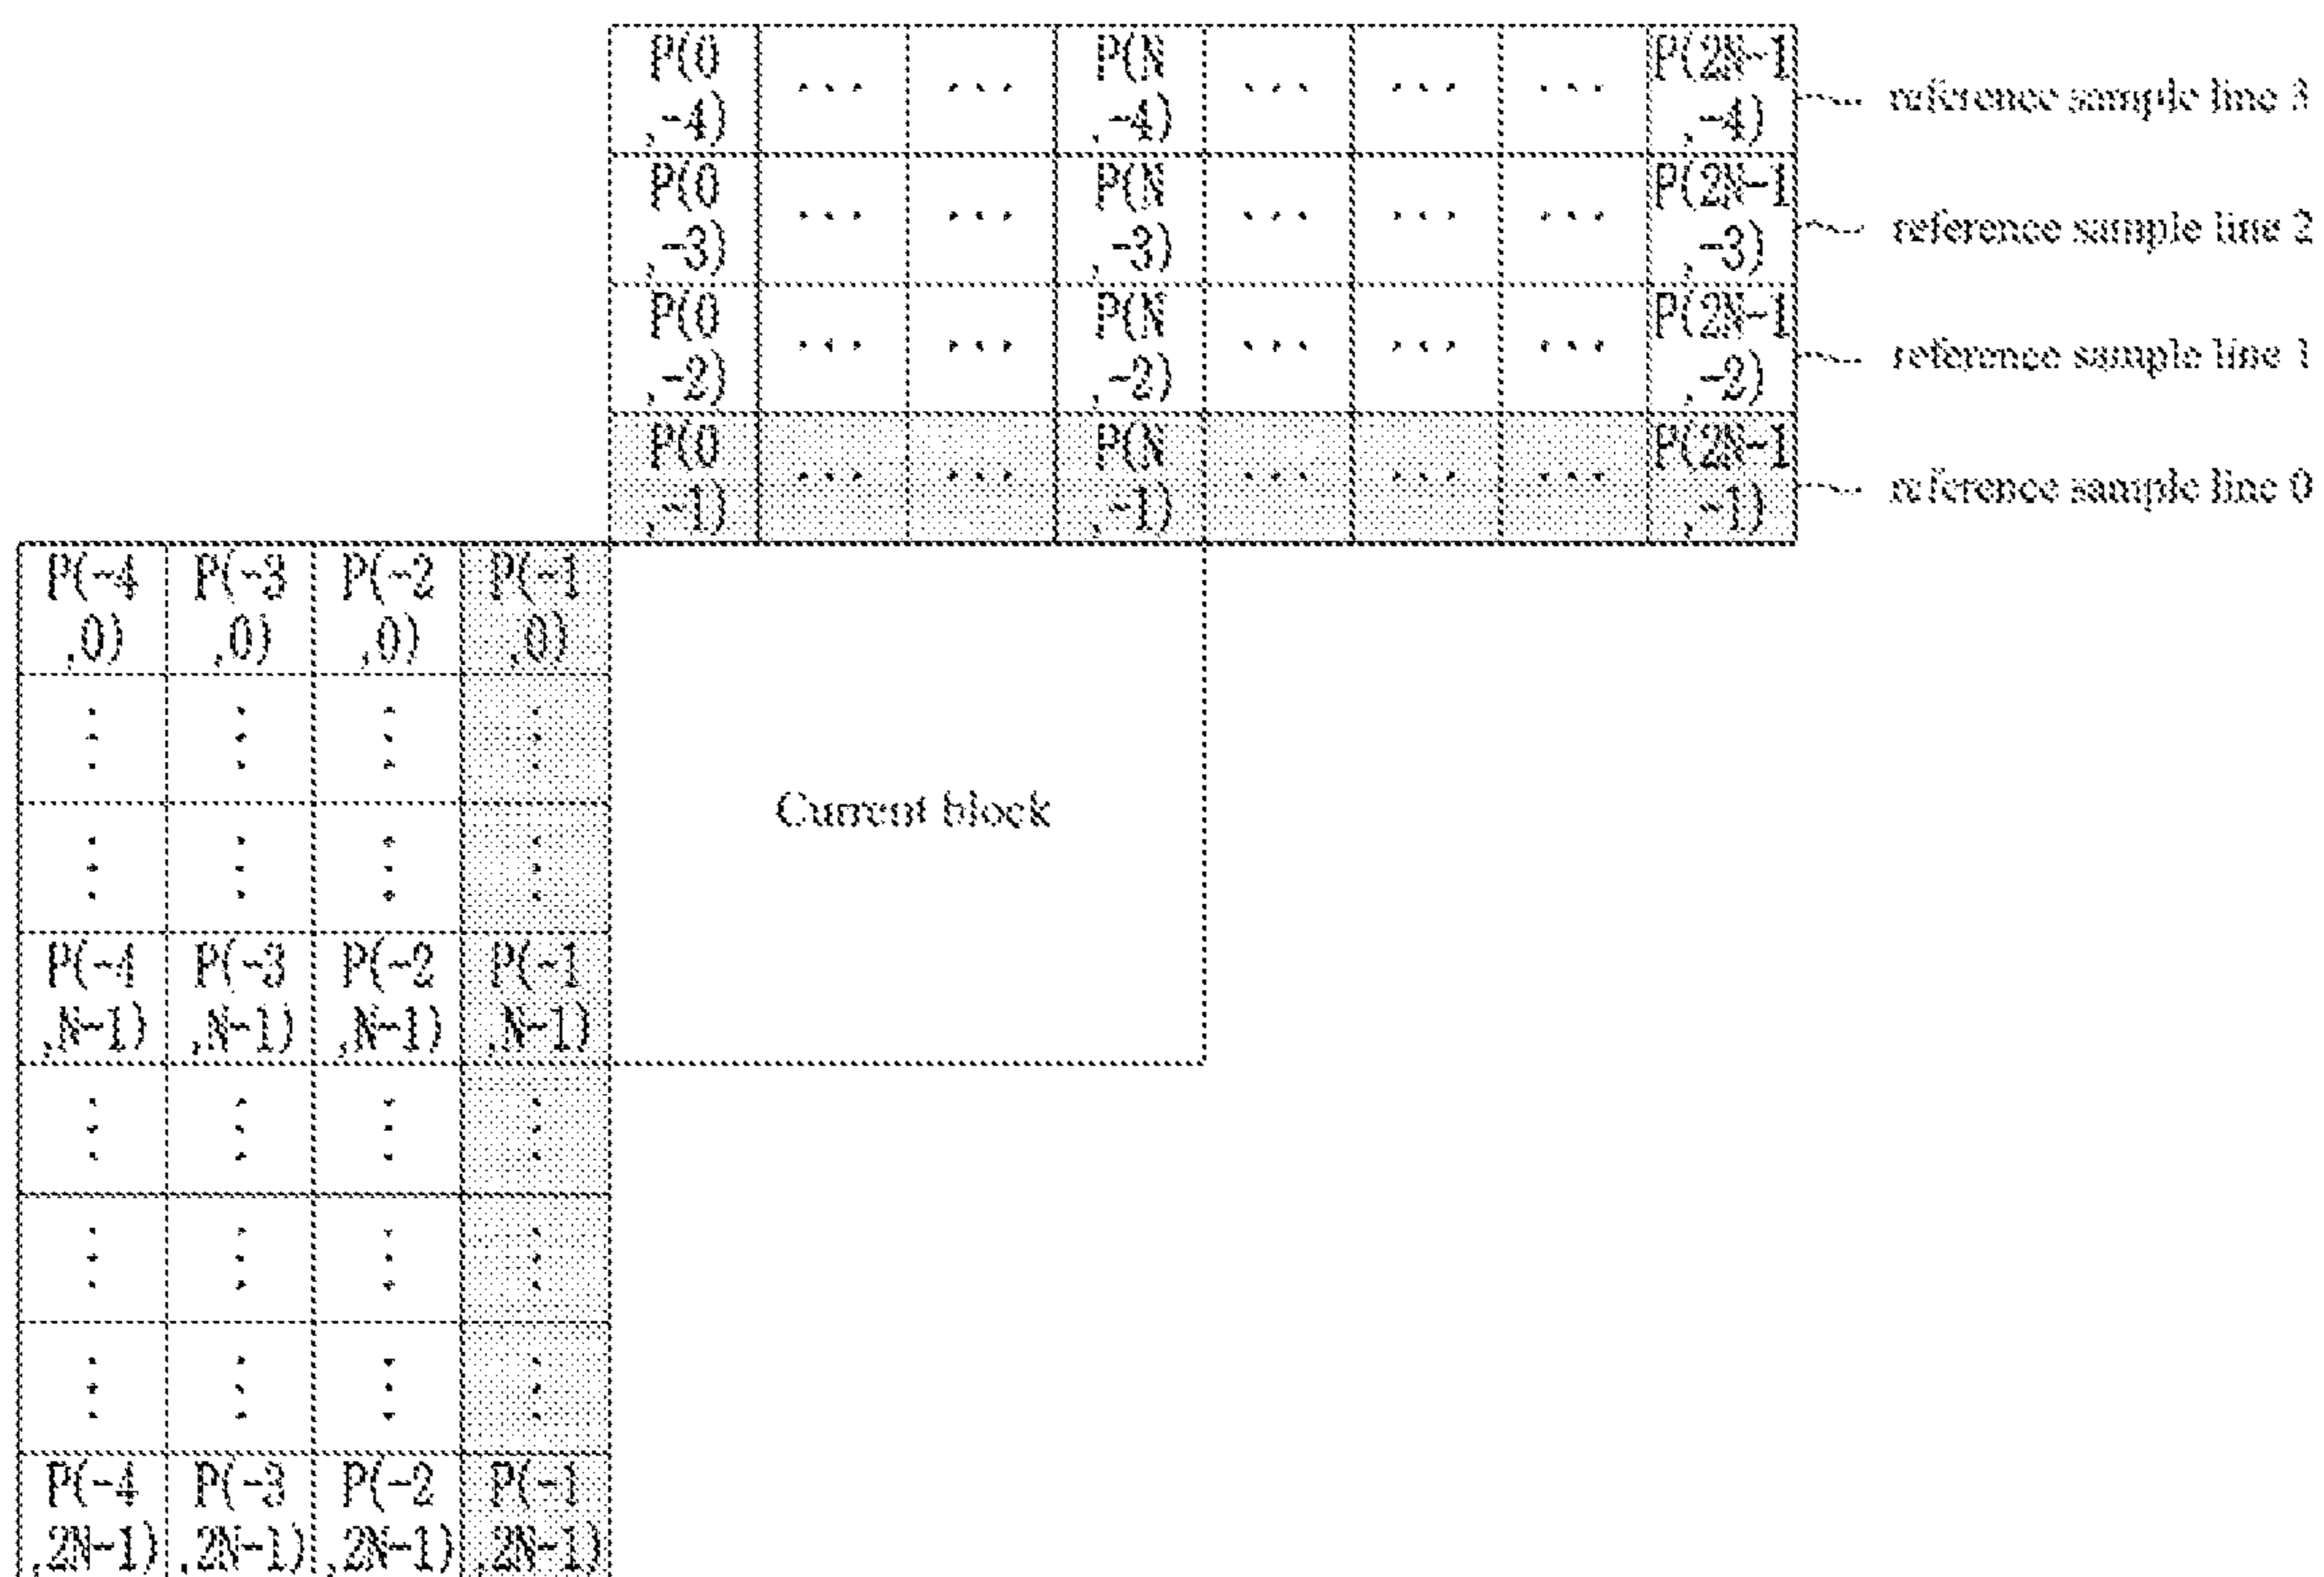 P(0 ... ... P(N ... ... ... P(2N-1
,-4) ,-4) ,-4) reference sample line 3
P(0 ... ... P(N ... ... ... P(2N-1
,-3) ,-3) ,-3) reference sample line 2
P(0 ... ... P(N ... ... ... P(2N-1
,-2) ,-2) ,-2) reference sample line 1
P(0 ... ... P(N ... ... ... P(2N-1
,-1) ,-1) ,-1) reference sample line 0
P(-4 P(-3 P(-2 P(-1
,0) ,0) ,0) ,0)
Current block
P(-4 P(-3 P(-2 P(-1
,N-1) ,N-1) ,N-1) ,N-1)
P(-4 P(-3 P(-2 P(-1
,2N-1) ,2N-1) ,2N-1) ,2N-1)